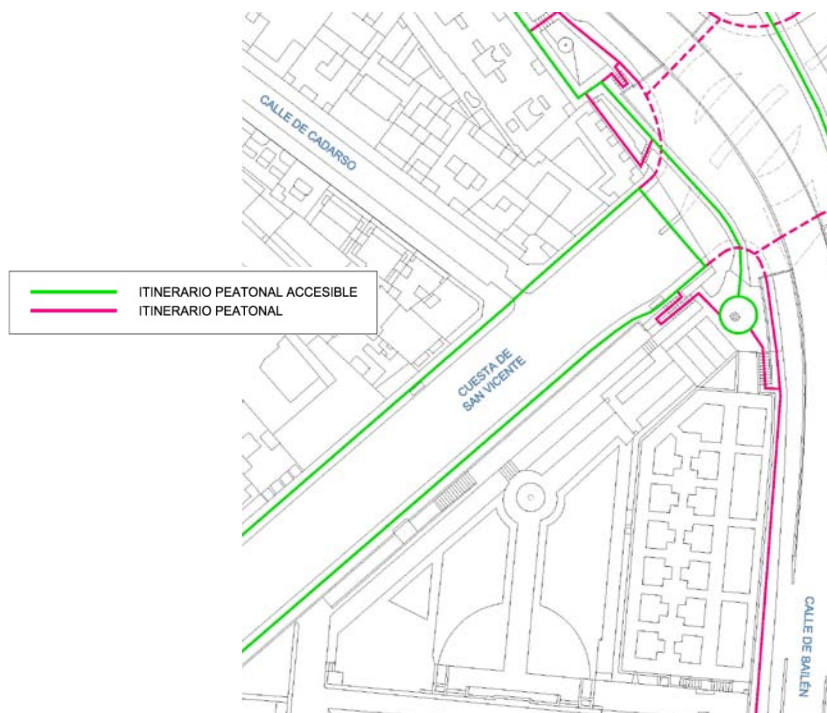 CALLE DE CADARSO
ITINERARIO PEATONAL ACCESIBLE
ITINERARIO PEATONAL
CUESTA DE
SAN VICENTE
CALLE DE BAILÉN